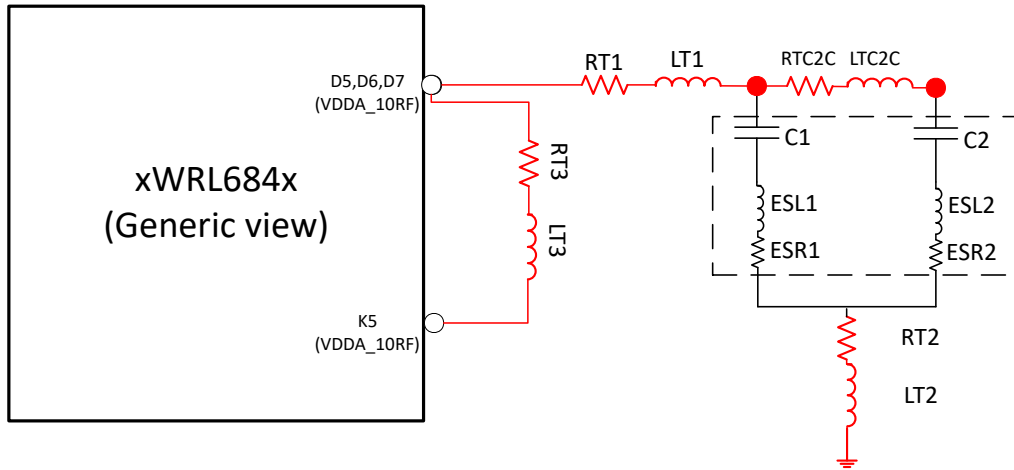 RT1
LT1
RTC2C
LTC2C
D5,D6,D7
(VDDA_10RF)
C1
C2
RT3
xWRL684x
(Generic view)
ESL1
ESL2
LT3
ESR1
ESR2
K5
(VDDA_10RF)
RT2
LT2